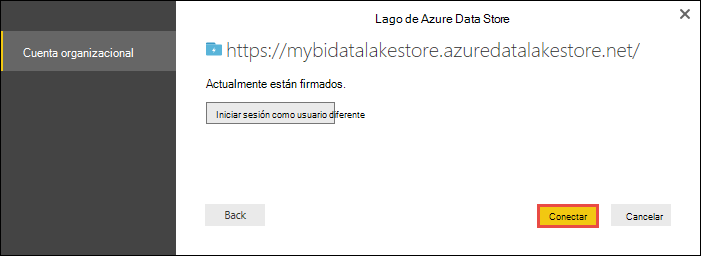 Lago de Azure Data Store
Cuenta organizacional
https://mybidatalakestore.azuredatalakestore.net/
Actualmente están firmados.
Iniciar sesión como usuario diferente
Back
Conectar
Cancelar